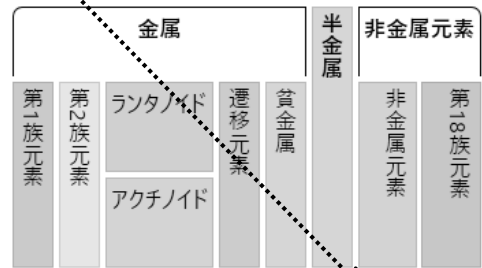 金属
半金属
非金属元素
第1族元素
第2族元素
ランタノイド
アクチノイド
遷移元素
貧金属
非金属元素
第18族元素